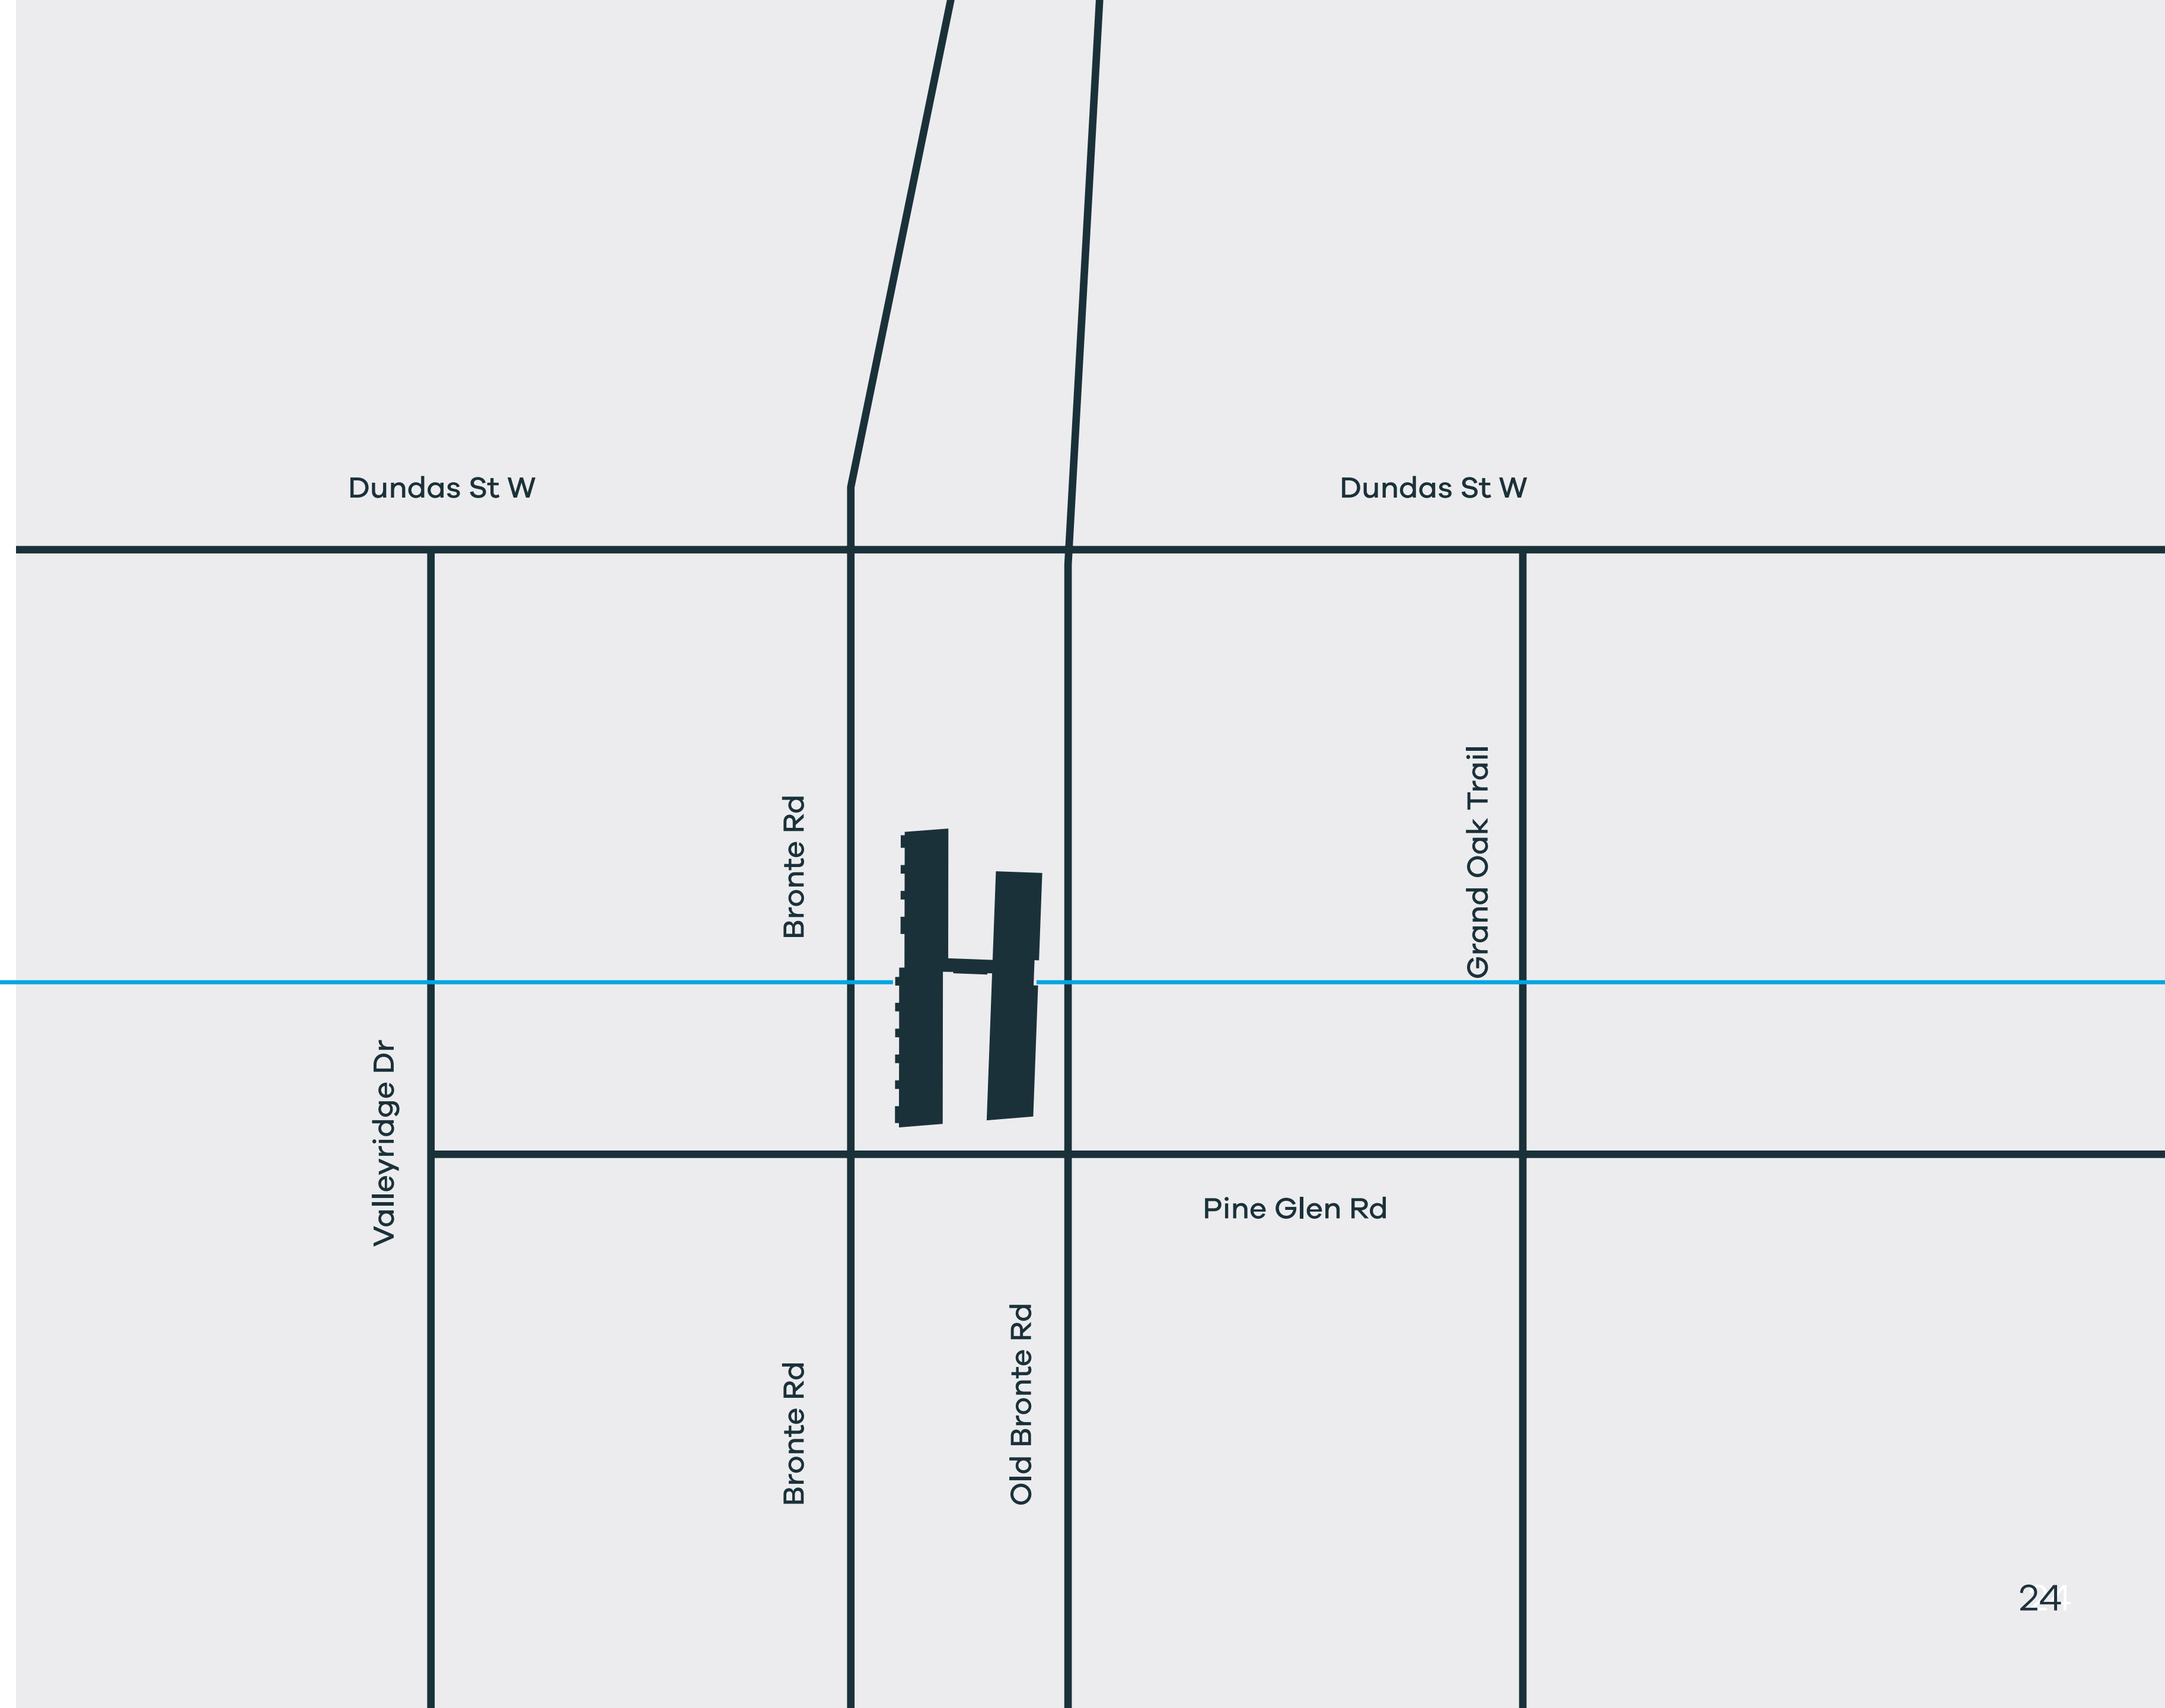 Dundas St W
Dundas St W
Bronte Rd
Grand Oak Trail
Valleyridge Dr
Pine Glen Rd
Bronte Rd
Old Bronte Rd
24